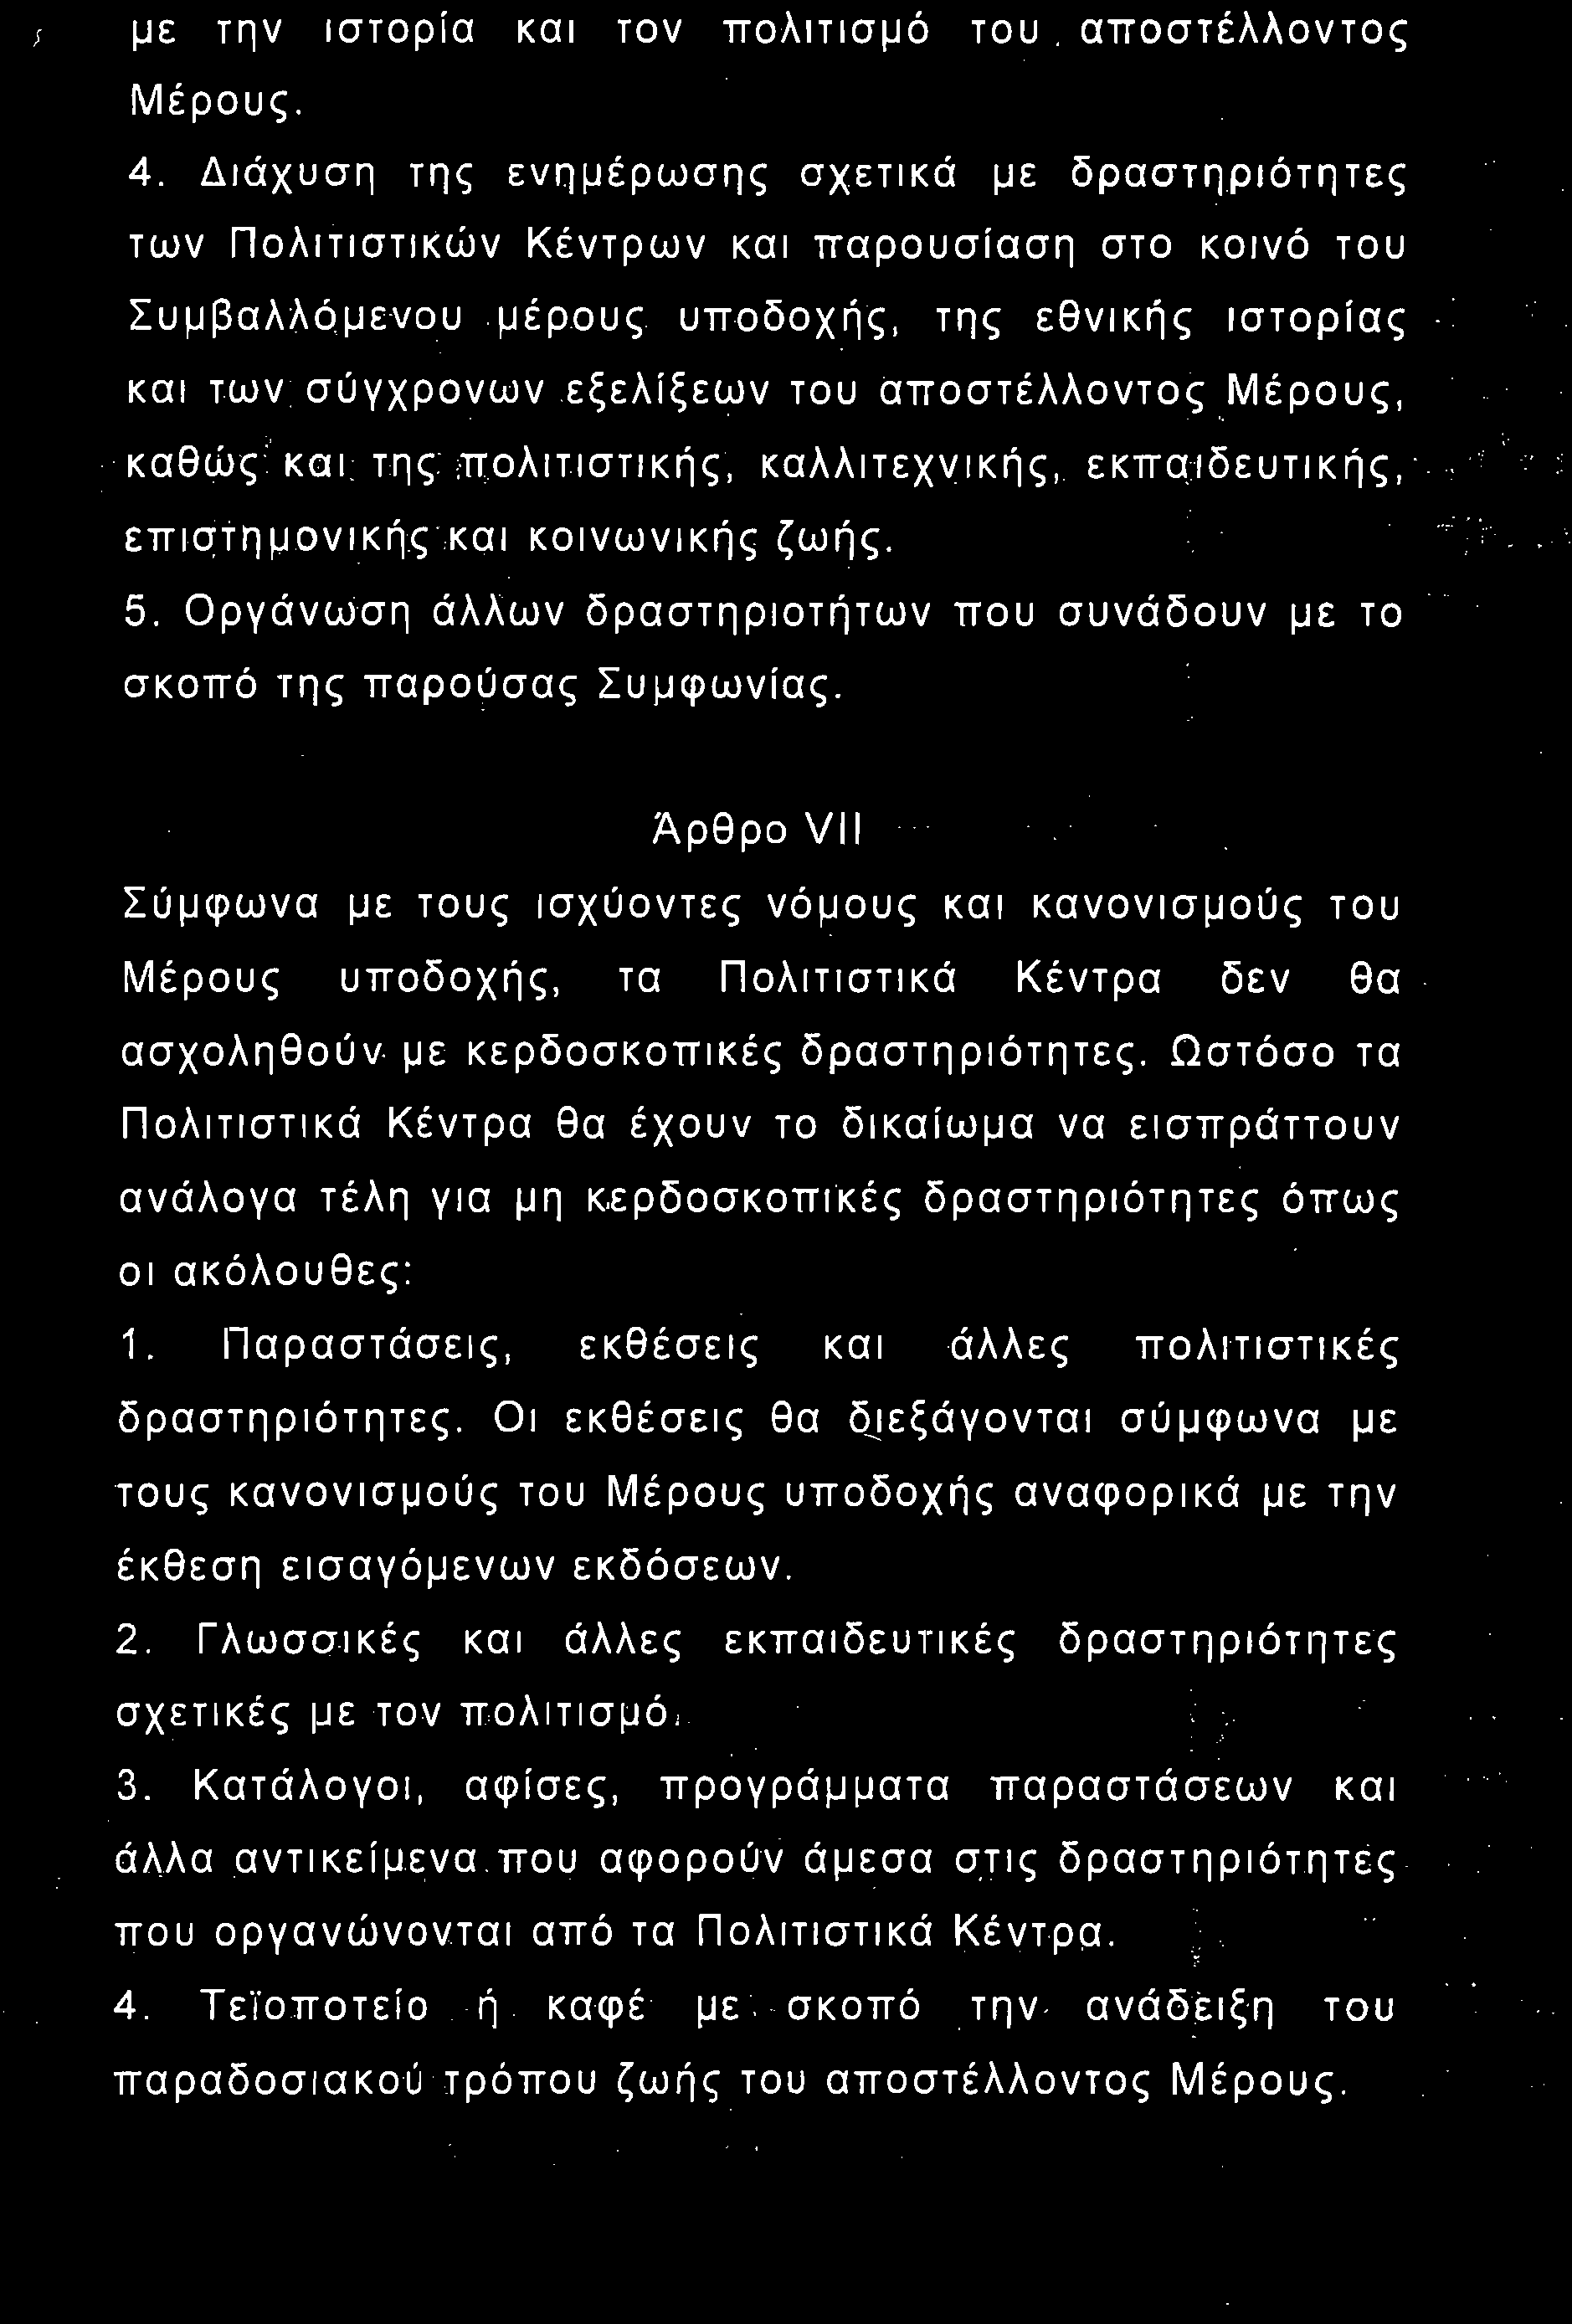 με την ιστορία και τον πολιτισμό του αποστέλλοντος
Μέρους.
4. Διάχυση της ενημέρωσης σχετικά με δραστηριότητες
των Πολιτιστικών Κέντρων και παρουσίαση στο κοινό του
Συμβαλλόμενου μέρους υποδοχής, της εθνικής ιστορίας
και των σύγχρονων εξελίξεων του αποστέλλοντος Μέρους,
καθώς και της πολιτιστικής, καλλιτεχνικής, εκπαιδευτικής,
επιστημονικής και κοινωνικής ζωής.
5. Οργάνωση άλλων δραστηριοτήτων που συνάδουν με το
σκοπό της παρούσας Συμφωνίας.
Άρθρο VII
Σύμφωνα με τους ισχύοντες νόμους και κανονισμούς του
Μέρους υποδοχής, τα Πολιτιστικά Κέντρα δεν θα
ασχοληθούν με κερδοσκοπικές δραστηριότητες. Ωστόσο τα
Πολιτιστικά Κέντρα θα έχουν το δικαίωμα να εισπράττουν
ανάλογα τέλη για μη κερδοσκοπικές δραστηριότητες όπως
οι ακόλουθες:
1. Παραστάσεις, εκθέσεις και άλλες πολιτιστικές
δραστηριότητες. Οι εκθέσεις θα διεξάγονται σύμφωνα με
τους κανονισμούς του Μέρους υποδοχής αναφορικά με την
έκθεση εισαγόμενων εκδόσεων.
2. Γλωσσικές και άλλες εκπαιδευτικές δραστηριότητες
σχετικές με τον πολιτισμό.
3. Κατάλογοι, αφίσες, προγράμματα παραστάσεων και
άλλα αντικείμενα που αφορούν άμεσα στις δραστηριότητες
που οργανώνονται από τα Πολιτιστικά Κέντρα.
4. Τεϊοποτείο ή καφέ με σκοπό την ανάδειξη του
παραδοσιακού τρόπου ζωής του αποστέλλοντος Μέρους.